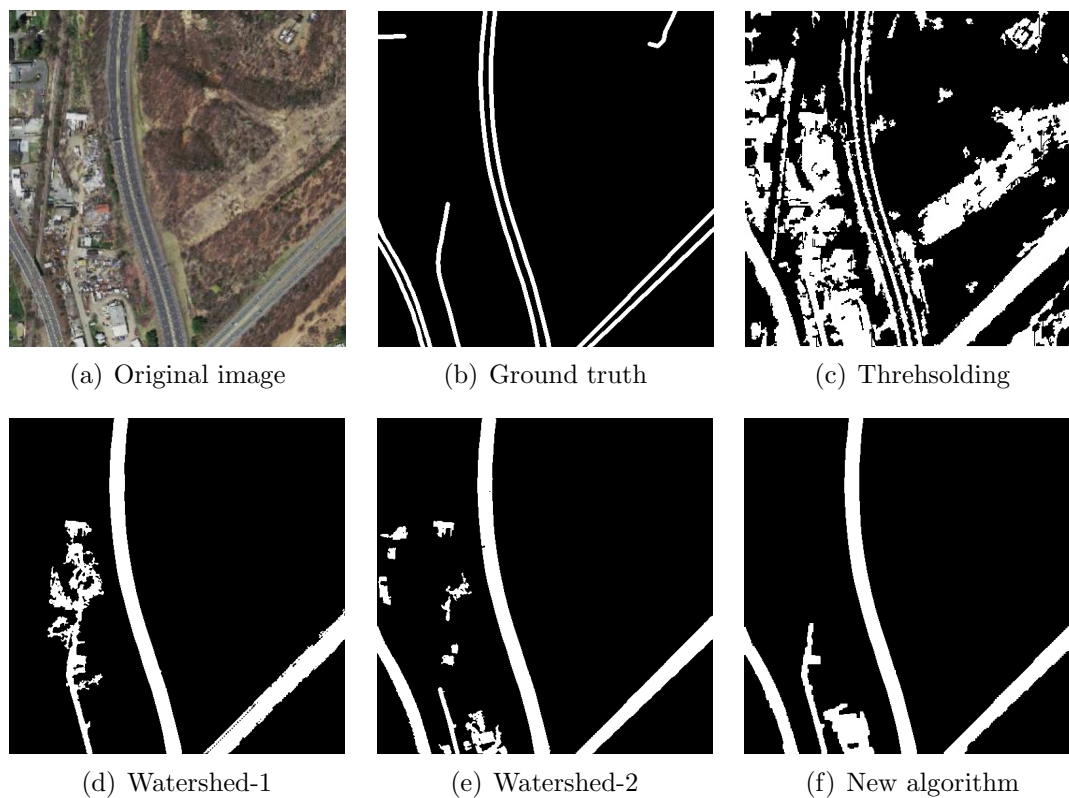 (a) Original image
(b) Ground truth
(c) Threhsolding
(d) Watershed-1
(e) Watershed-2
(f) New algorithm